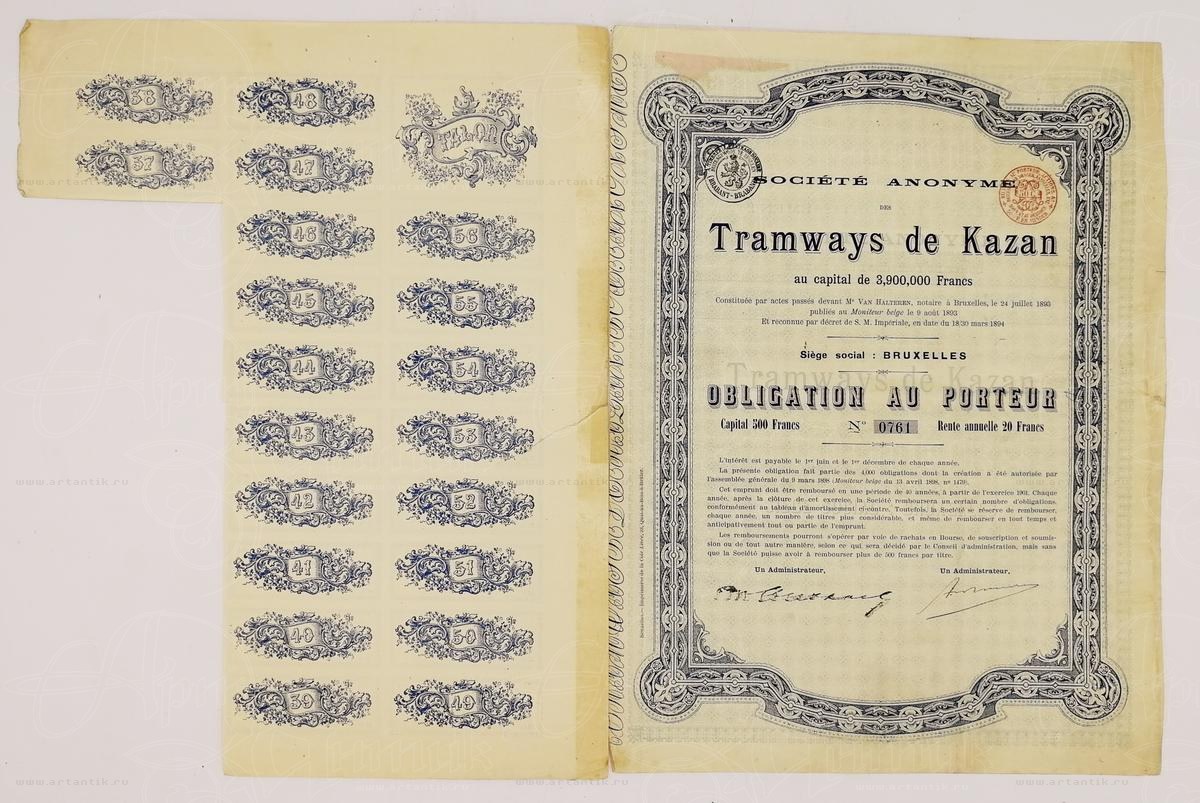 38
48
TALON
37
47
46
56
45
55
44
54
43
53
42
52
41
51
40
50
39
49
SOCIÉTÉ ANONYME
DES
Tramways de Kazan
au capital de 3,900,000 Francs
Constituée par actes passés devant Me VAN HALTEREN, notaire à Bruxelles, le 24 juillet 1893
publiés au Moniteur belge le 9 août 1893
Et reconnue par décret de S. M. Impériale, en date du 18/30 mars 1894
Siège social : BRUXELLES
OBLIGATION AU PORTEUR
Capital 500 Francs No 0761 Rente annuelle 20 Francs
L'intérêt est payable le 1er juin et le 1er décembre de chaque année.
La présente obligation fait partie des 4,000 obligations dont la création a été autorisée par
l'assemblée générale du 9 mars 1898 (Moniteur belge du 13 avril 1898, no 1479).
Cet emprunt doit être remboursé en une période de 40 années, à partir de l'exercice 1901. Chaque
année, après la clôture de cet exercice, la Société remboursera un certain nombre d'obligations,
conformément au tableau d'amortissement ci-contre. Toutefois, la Société se réserve de rembourser,
chaque année, un nombre de titres plus considérable, et même de rembourser en tout temps et
anticipativement tout ou partie de l'emprunt.
Les remboursements pourront s'opérer par voie de rachats en Bourse, de souscription et soumis-
sion ou de tout autre manière, selon ce qui sera décidé par le Conseil d'administration, mais sans
que la Société puisse avoir à rembourser plus de 500 francs par titre.
Un Administrateur, Un Administrateur,
www.artantik.ru